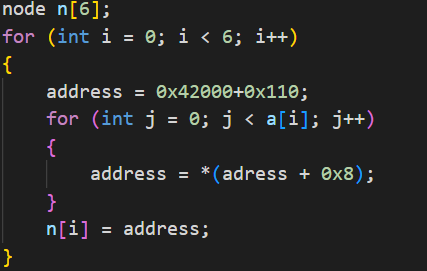 node n[6];
for (int i = 0; i < 6; i++)
{
    address = 0x42000+0x110;
    for (int j = 0; j < a[i]; j++)
    {
        address = *(adress + 0x8);
    }
    n[i] = address;
}